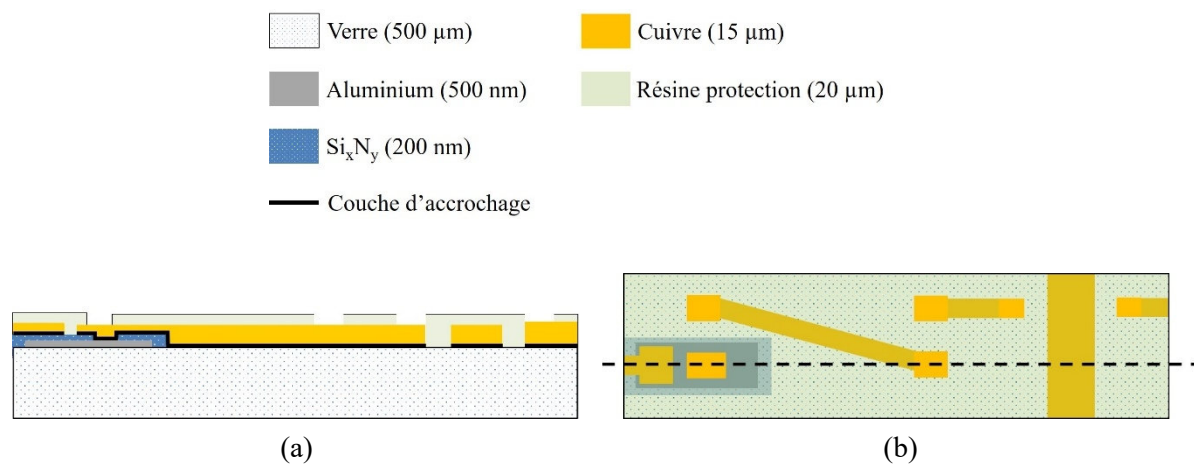 Verre (500 µm)
Cuivre (15 µm)
Aluminium (500 nm)
Résine protection (20 µm)
SixNy (200 nm)
Couche d’accrochage
(a)
(b)